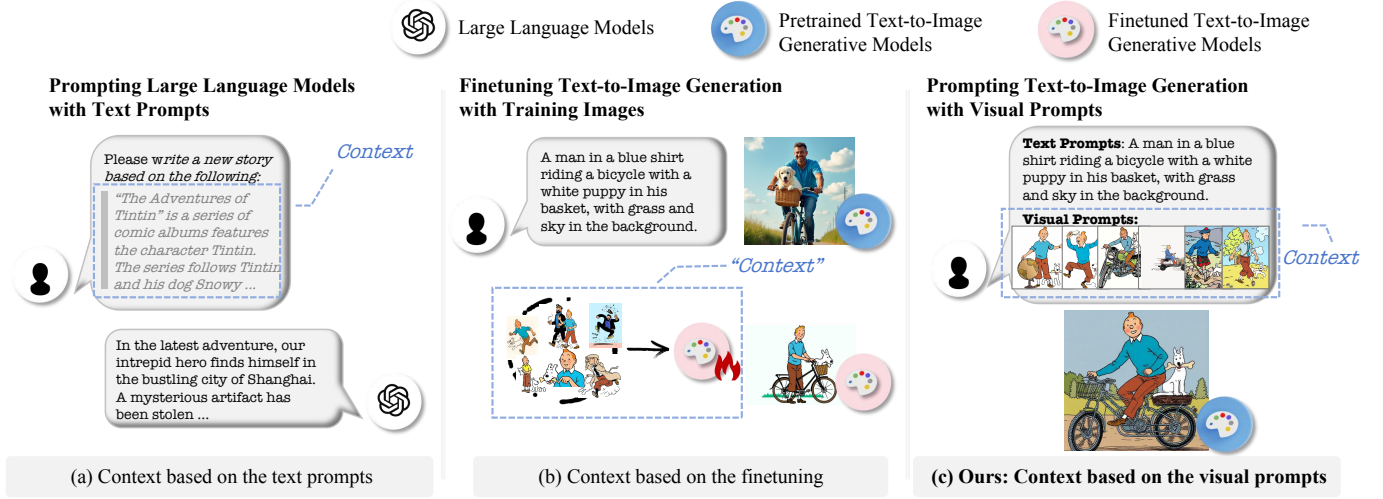 Large Language Models
Pretrained Text-to-Image
Generative Models
Finetuned Text-to-Image
Generative Models
Prompting Large Language Models
with Text Prompts
Please write a new story
based on the following:
"The Adventures of
Tintin" is a series of
comic albums features
the character Tintin.
The series follows Tintin
and his dog Snowy ...
Context
In the latest adventure, our
intrepid hero finds himself in
the bustling city of Shanghai.
A mysterious artifact has
been stolen ...
(a) Context based on the text prompts
Finetuning Text-to-Image Generation
with Training Images
A man in a blue shirt
riding a bicycle with a
white puppy in his
basket, with grass and
sky in the background.
"Context"
(b) Context based on the finetuning
Prompting Text-to-Image Generation
with Visual Prompts
Text Prompts: A man in a blue
shirt riding a bicycle with a white
puppy in his basket, with grass
and sky in the background.
Visual Prompts:
Context
(c) Ours: Context based on the visual prompts